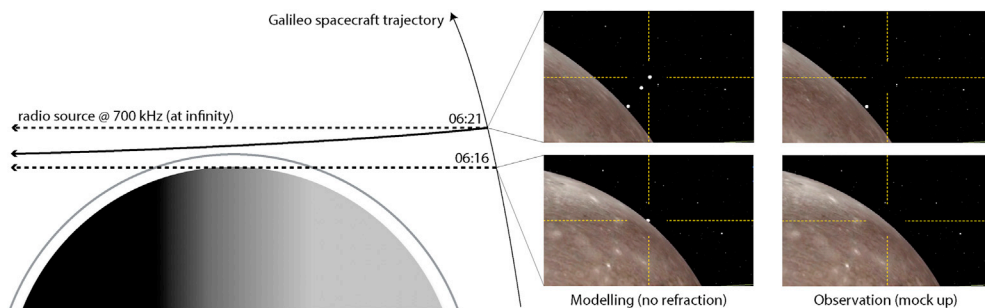 Galileo spacecraft trajectory
radio source @ 700 kHz (at infinity)
06:21
06:16
Modelling (no refraction)
Observation (mock up)